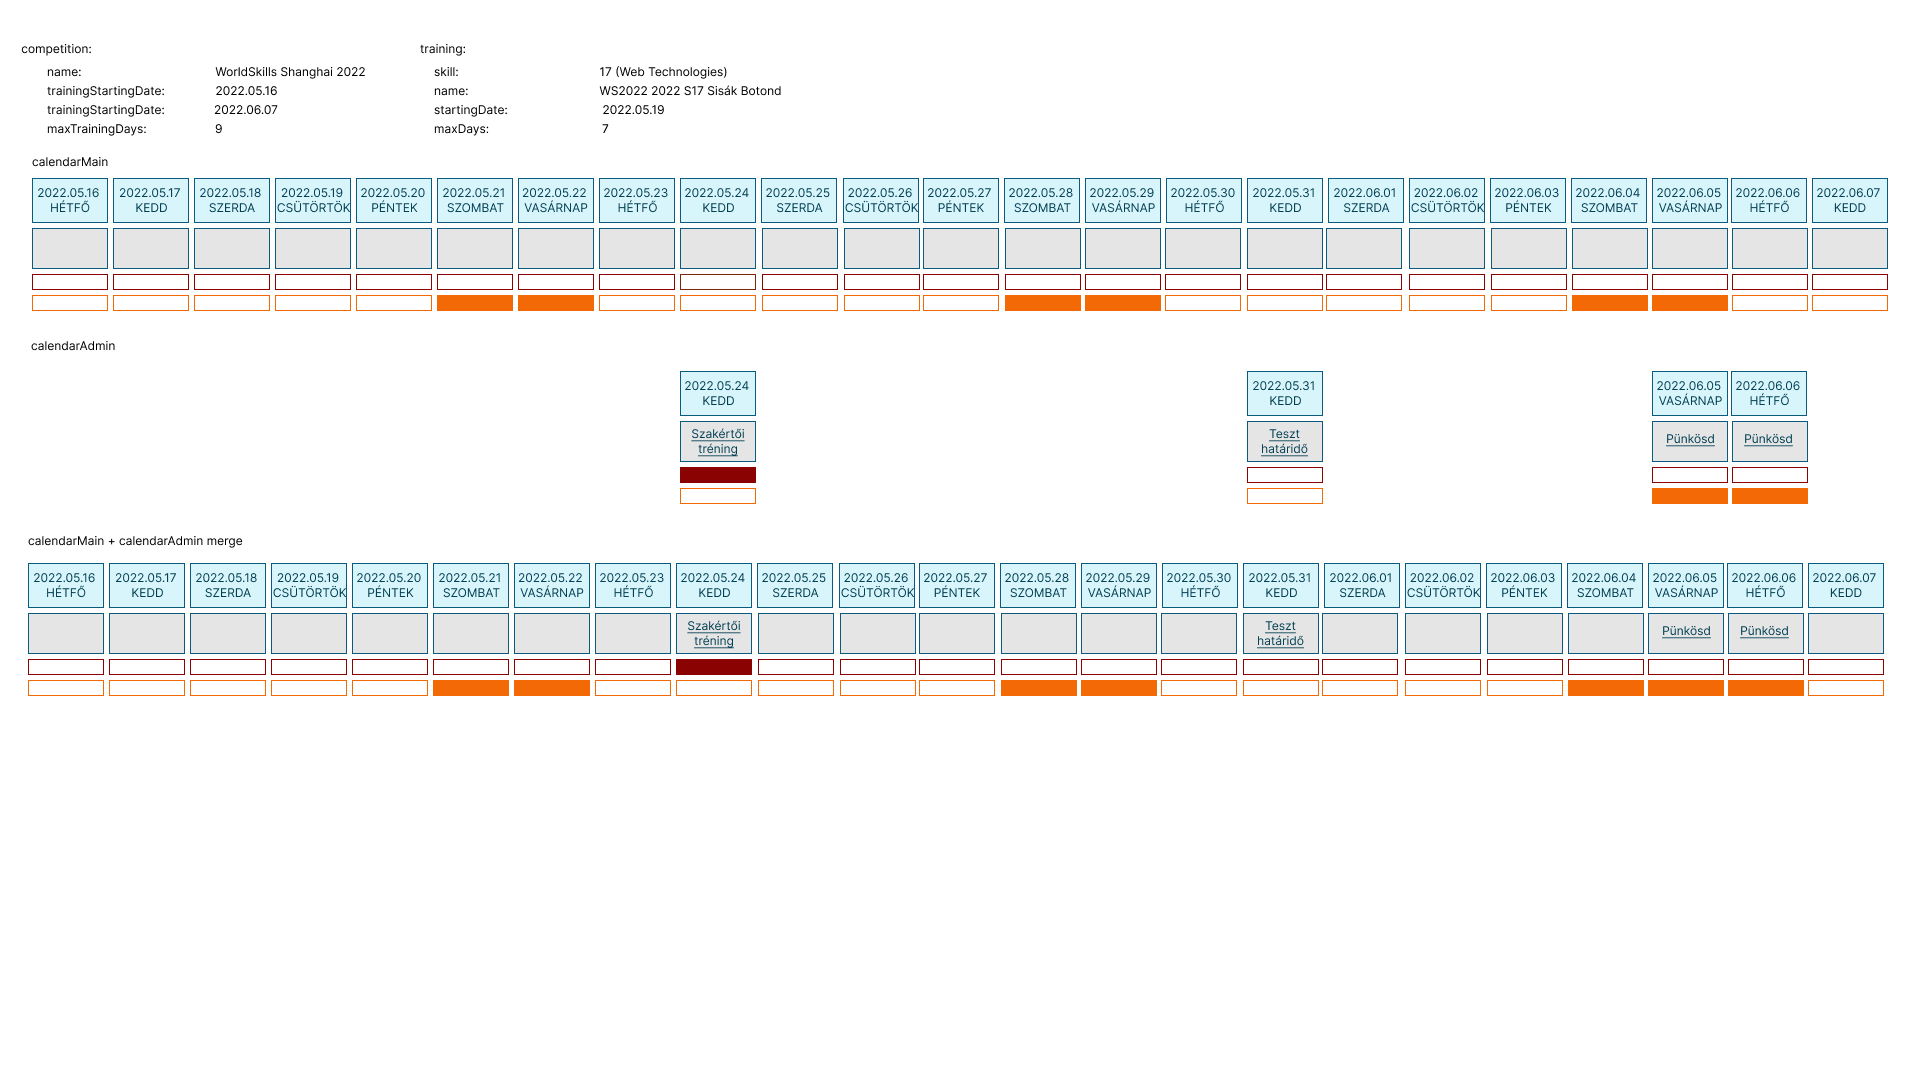 competition:
name: WorldSkills Shanghai 2022
trainingStartingDate: 2022.05.16
trainingStartingDate: 2022.06.07
maxTrainingDays: 9
training:
skill: 17 (Web Technologies)
name: WS2022 2022 S17 Sisák Botond
startingDate: 2022.05.19
maxDays: 7
calendarMain
2022.05.16 2022.05.17 2022.05.18 2022.05.19 2022.05.20 2022.05.21 2022.05.22 2022.05.23 2022.05.24 2022.05.25 2022.05.26 2022.05.27 2022.05.28 2022.05.29 2022.05.30 2022.05.31 2022.06.01 2022.06.02 2022.06.03 2022.06.04 2022.06.05 2022.06.06 2022.06.07
HÉTFŐ KEDD SZERDA CSÜTÖRTÖK PÉNTEK SZOMBAT VASÁRNAP HÉTFŐ KEDD SZERDA CSÜTÖRTÖK PÉNTEK SZOMBAT VASÁRNAP HÉTFŐ KEDD SZERDA CSÜTÖRTÖK PÉNTEK SZOMBAT VASÁRNAP HÉTFŐ KEDD
calendarAdmin
2022.05.24 2022.05.31 2022.06.05 2022.06.06
KEDD KEDD VASÁRNAP HÉTFŐ
Szakértői
tréning
Teszt
határidő
Pünkösd
Pünkösd
calendarMain + calendarAdmin merge
2022.05.16 2022.05.17 2022.05.18 2022.05.19 2022.05.20 2022.05.21 2022.05.22 2022.05.23 2022.05.24 2022.05.25 2022.05.26 2022.05.27 2022.05.28 2022.05.29 2022.05.30 2022.05.31 2022.06.01 2022.06.02 2022.06.03 2022.06.04 2022.06.05 2022.06.06 2022.06.07
HÉTFŐ KEDD SZERDA CSÜTÖRTÖK PÉNTEK SZOMBAT VASÁRNAP HÉTFŐ KEDD SZERDA CSÜTÖRTÖK PÉNTEK SZOMBAT VASÁRNAP HÉTFŐ KEDD SZERDA CSÜTÖRTÖK PÉNTEK SZOMBAT VASÁRNAP HÉTFŐ KEDD
Szakértői
tréning
Teszt
határidő
Pünkösd
Pünkösd